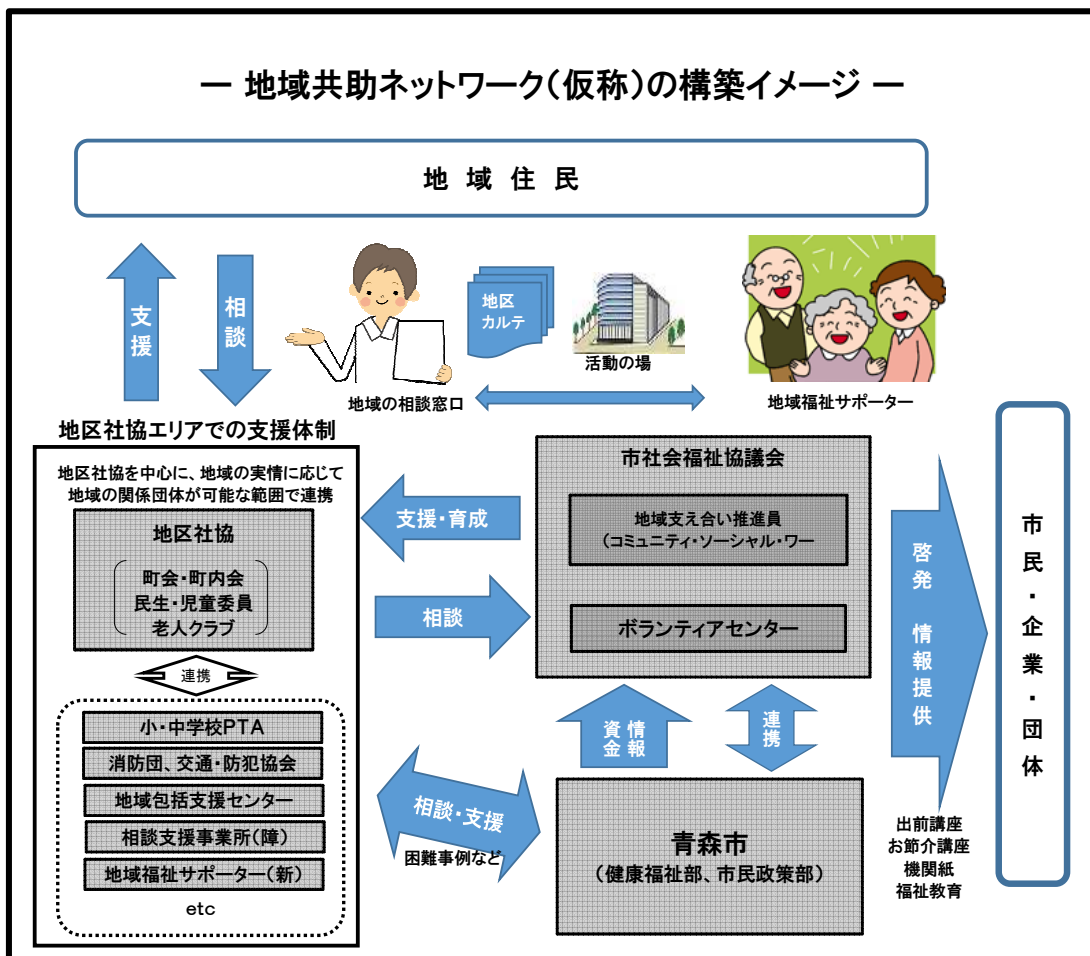 ― 地域共助ネットワーク(仮称)の構築イメージ ―
地域住民
支援
相談
地区
カルテ
活動の場
地域の相談窓口
地域福祉サポーター
地区社協エリアでの支援体制
地区社協を中心に、地域の実情に応じて
地域の関係団体が可能な範囲で連携
地区社協
町会・町内会
民生・児童委員
老人クラブ
連携
小・中学校PTA
消防団、交通・防犯協会
地域包括支援センター
相談支援事業所(障)
地域福祉サポーター(新)
etc
支援・育成
相談
相談・支援
困難事例など
市社会福祉協議会
地域支え合い推進員
(コミュニティ・ソーシャル・ワー
ボランティアセンター
情報
資金
連携
青森市
(健康福祉部、市民政策部)
啓発 情報提供
出前講座
お節介講座
機関紙
福祉教育
市民・企業・団体